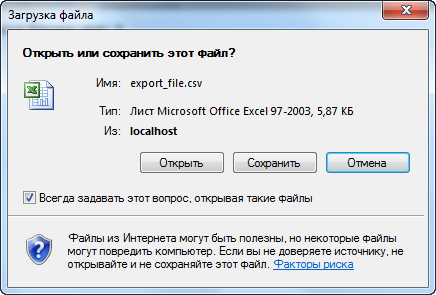 Загрузка файла
Открыть или сохранить этот файл?
Имя: export_file.csv
Тип: Лист Microsoft Office Excel 97-2003, 5,87 КБ
Из: localhost
Открыть Сохранить Отмена
Всегда задавать этот вопрос, открывая такие файлы
Файлы из Интернета могут быть полезны, но некоторые файлы
могут повредить компьютер. Если вы не доверяете источнику, не
открывайте и не сохраняйте этот файл. Факторы риска